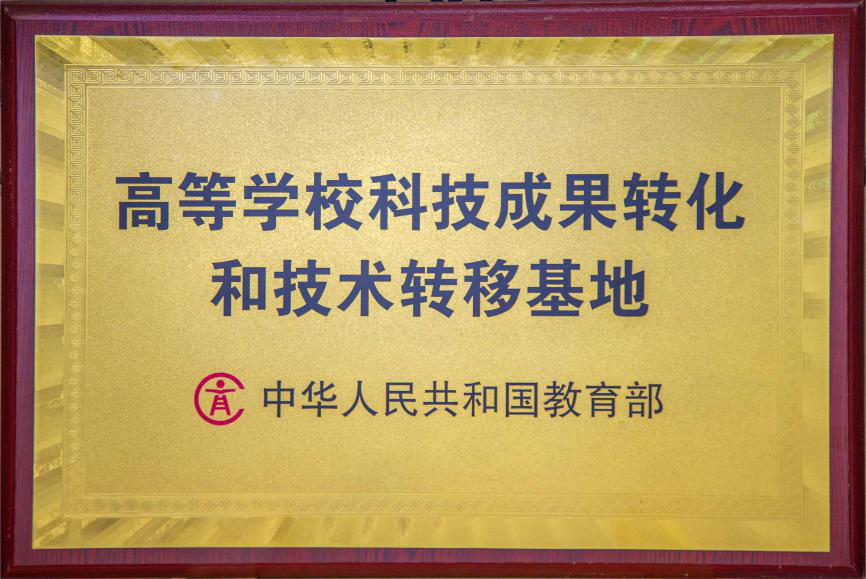 高等学校科技成果转化
和技术转移基地
中华人民共和国教育部